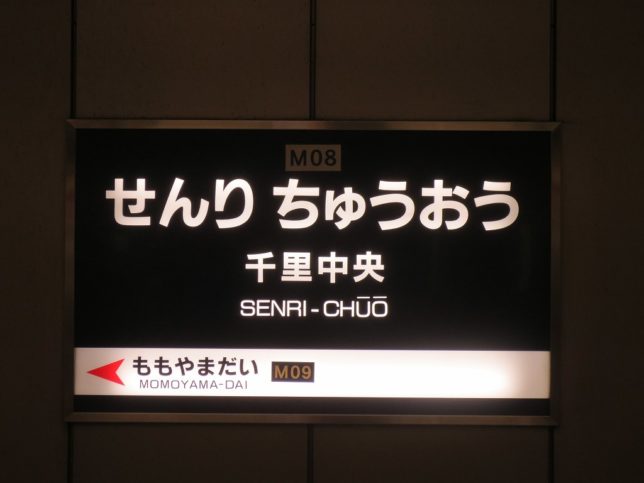 M08
せんり ちゅうおう
千里中央
SENRI-CHŪŌ
ももやまだい M09
MOMOYAMA-DAI